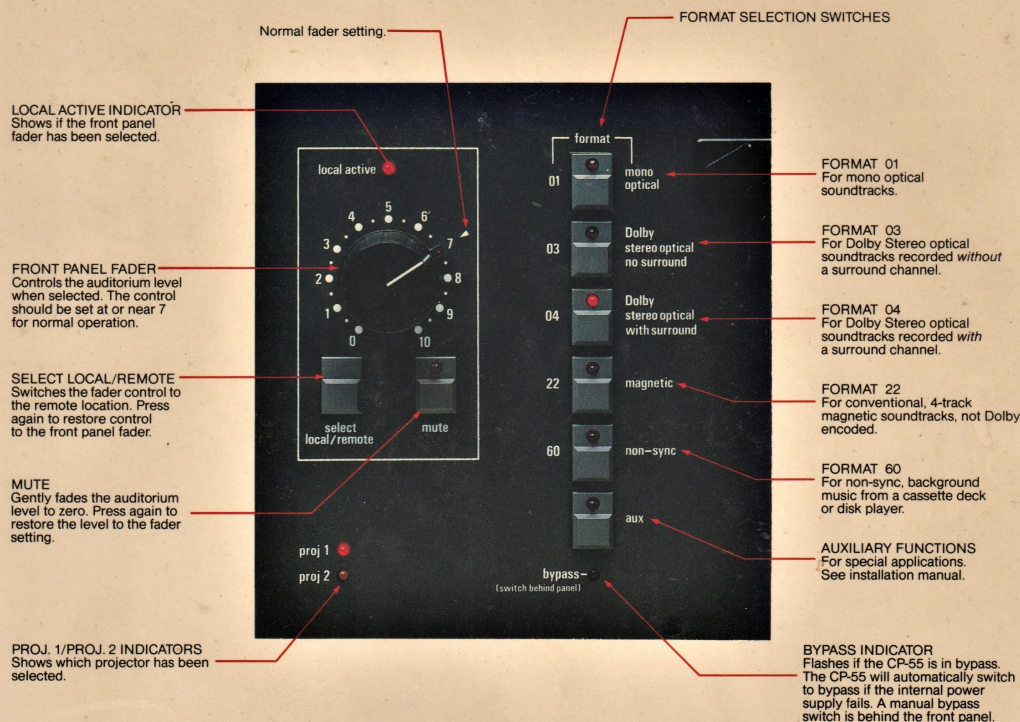 FORMAT SELECTION SWITCHES
Normal fader setting.
LOCAL ACTIVE INDICATOR
Shows if the front panel
fader has been selected.
FRONT PANEL FADER
Controls the auditorium level
when selected. The control
should be set at or near 7
for normal operation.
SELECT LOCAL/REMOTE
Switches the fader control to
the remote location. Press
again to restore control
to the front panel fader.
MUTE
Gently fades the auditorium
level to zero. Press again to
restore the level to the fader
setting.
PROJ. 1/PROJ. 2 INDICATORS
Shows which projector has been
selected.
local active
0
1
2
3
4
5
6
7
8
9
10
select
local/remote
mute
proj 1
proj 2
format
01
mono
optical
03
Dolby
stereo optical
no surround
04
Dolby
stereo optical
with surround
22
magnetic
60
non-sync
aux
bypass
(switch behind panel)
FORMAT 01
For mono optical
soundtracks.
FORMAT 03
For Dolby Stereo optical
soundtracks recorded without
a surround channel.
FORMAT 04
For Dolby Stereo optical
soundtracks recorded with
a surround channel.
FORMAT 22
For conventional, 4-track
magnetic soundtracks, not Dolby
encoded.
FORMAT 60
For non-sync, background
music from a cassette deck
or disk player.
AUXILIARY FUNCTIONS
For special applications.
See installation manual.
BYPASS INDICATOR
Flashes if the CP-55 is in bypass.
The CP-55 will automatically switch
to bypass if the internal power
supply fails. A manual bypass
switch is behind the front panel.